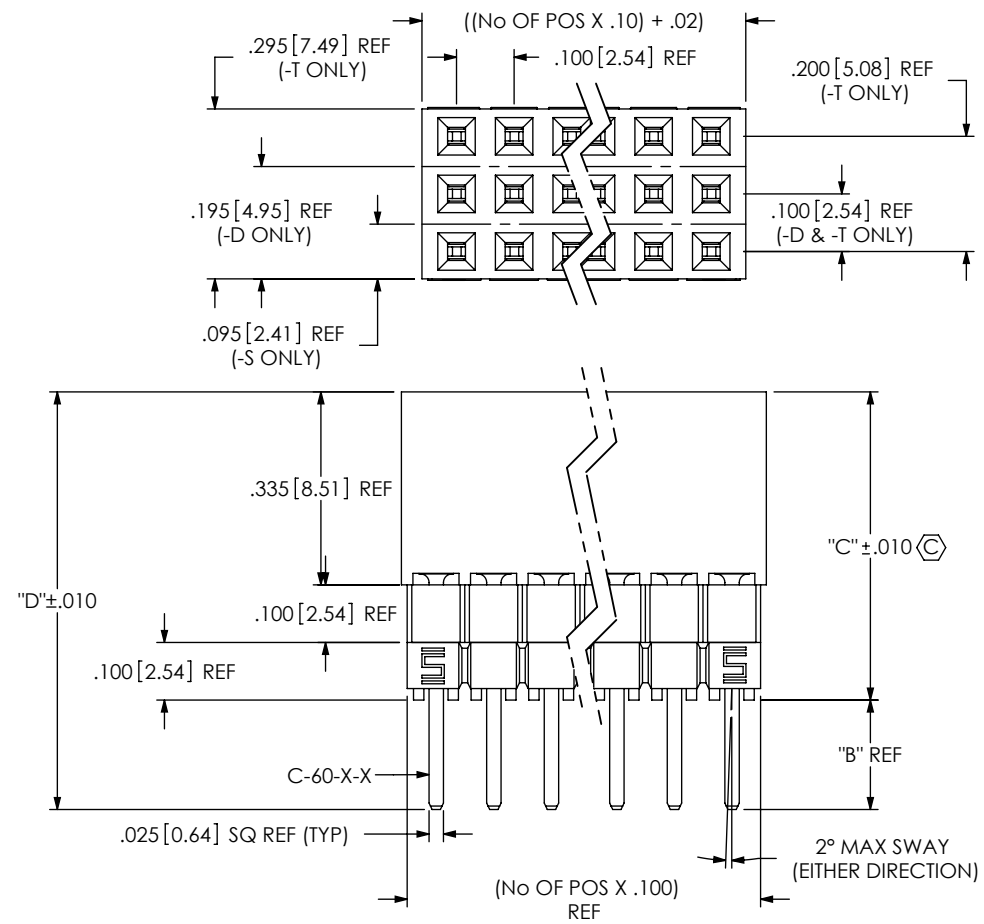 ((No OF POS X .10) + .02)
.295[7.49] REF
(-T ONLY)
.100[2.54] REF
.200[5.08] REF
(-T ONLY)
.195[4.95] REF
(-D ONLY)
.100[2.54] REF
(-D & -T ONLY)
.095[2.41] REF
(-S ONLY)
.335[8.51] REF
"C"±.010 C
"D"±.010
.100[2.54] REF
.100[2.54] REF
"B" REF
C-60-X-X
.025[0.64] SQ REF (TYP)
2° MAX SWAY
(EITHER DIRECTION)
(No OF POS X .100)
REF